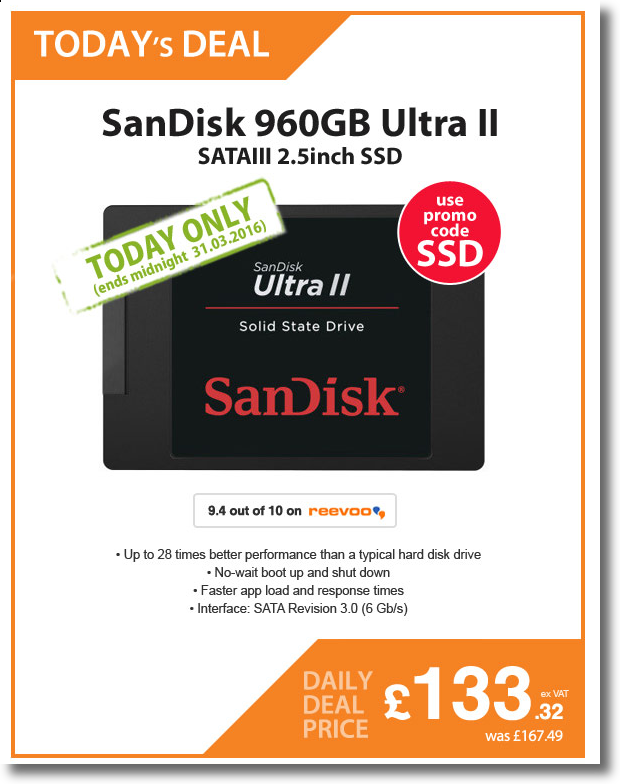 TODAY's DEAL
SanDisk 960GB Ultra II
SATAIII 2.5inch SSD
TODAY ONLY
(ends midnight 31.03.2016)
use
promo
code
SSD
SanDisk
Ultra II
Solid State Drive
SanDisk®
9.4 out of 10 on reevoo
• Up to 28 times better performance than a typical hard disk drive
• No-wait boot up and shut down
• Faster app load and response times
• Interface: SATA Revision 3.0 (6 Gb/s)
DAILY
DEAL
PRICE
£133.32 ex VAT
was £167.49